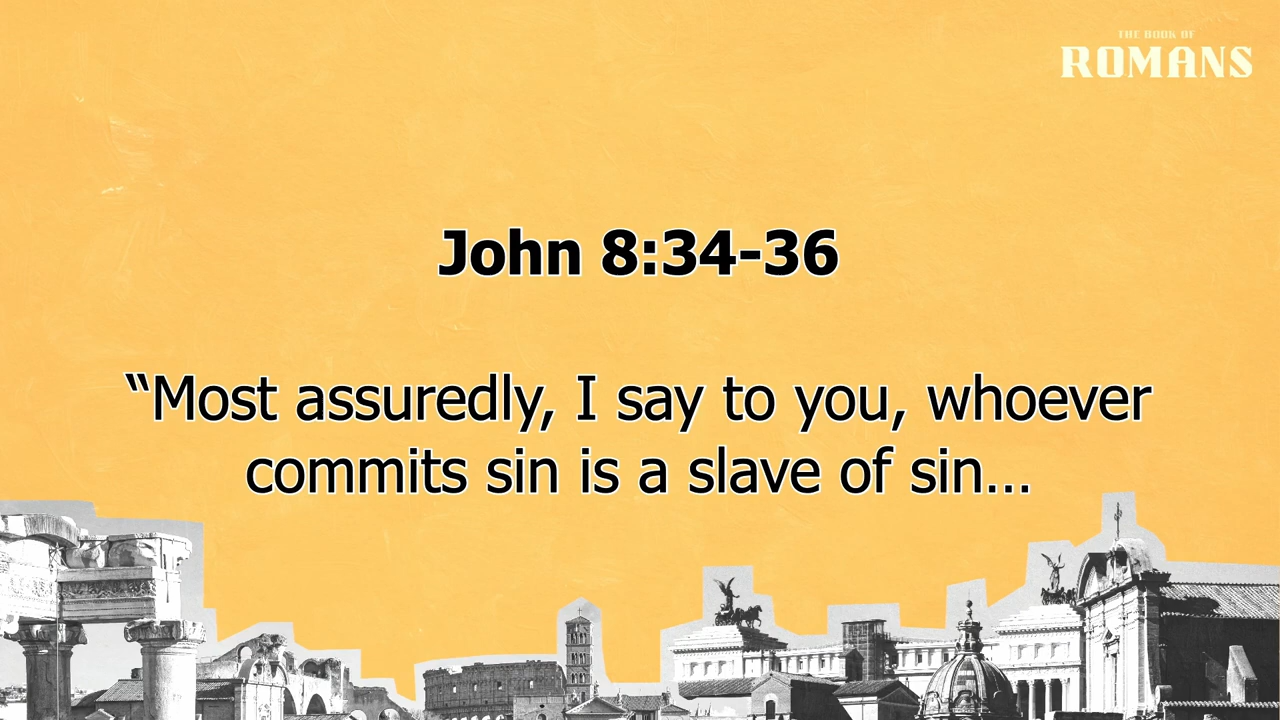 THE BOOK OF
ROMANS
John 8:34-36
“Most assuredly, I say to you, whoever
commits sin is a slave of sin…